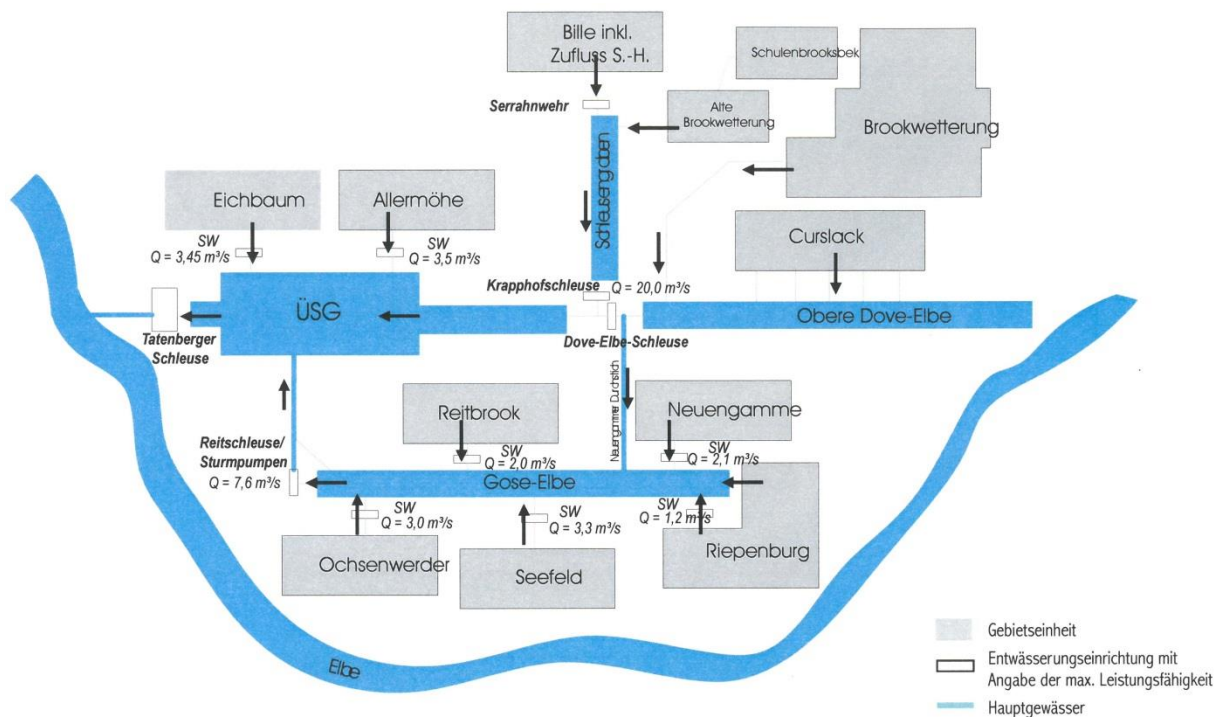 Bille inkl.
Zufluss S.-H.
Schulenbrooksbek
Serrahnwehr
Alte
Brookwetterung
Brookwetterung
Eichbaum
Allermöhe
Schleusengraben
Curslack
SW
Q = 3,45 m³/s
SW
Q = 3,5 m³/s
Krapphofschleuse
Q = 20,0 m³/s
ÜSG
Obere Dove-Elbe
Tatenberger
Schleuse
Dove-Elbe-Schleuse
Neuengammer Durchstich
Reitbrook
Neuengamme
Reitschleuse/
Sturmpumpen
Q = 7,6 m³/s
SW
Q = 2,0 m³/s
SW
Q = 2,1 m³/s
Gose-Elbe
SW
Q = 3,0 m³/s
SW
Q = 3,3 m³/s
SW
Q = 1,2 m³/s
Ochsenwerder
Seefeld
Riepenburg
Elbe
Gebietseinheit
Entwässerungseinrichtung mit
Angabe der max. Leistungsfähigkeit
Hauptgewässer